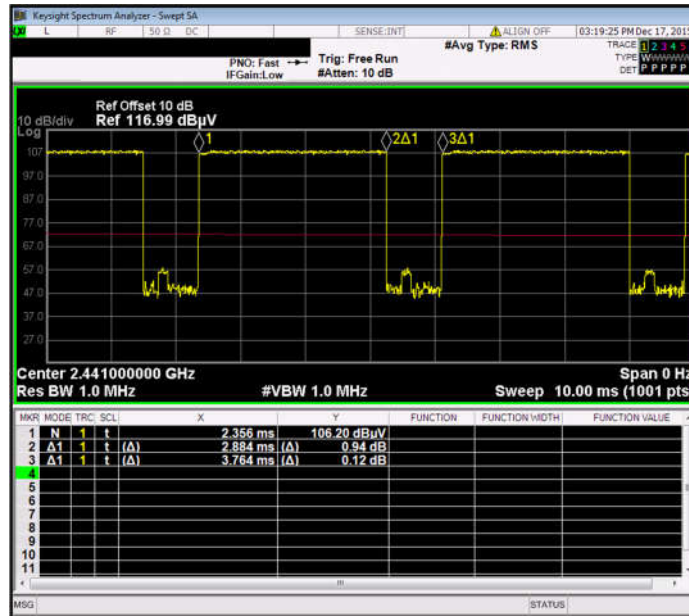 Keysight Spectrum Analyzer - Swept SA
L RF 50 Ω DC SENSE:INT ALIGN OFF 03:19:25 PM Dec 17, 2015
#Avg Type: RMS TRACE 1 2 3 4 5
PNO: Fast Trig: Free Run TYPE
IFGain:Low #Atten: 10 dB DET P P P P P
Ref Offset 10 dB
10 dB/div Ref 116.99 dBµV
Log
1 2Δ1 3Δ1
107
97.0
87.0
77.0
67.0
57.0
47.0
37.0
27.0
Center 2.441000000 GHz Span 0 Hz
Res BW 1.0 MHz #VBW 1.0 MHz Sweep 10.00 ms (1001 pts
MKR MODE TRC SCL X Y FUNCTION FUNCTION WIDTH FUNCTION VALUE
1 N 1 t 2.356 ms 106.20 dBµV
2 Δ1 1 t (Δ) 2.884 ms (Δ) 0.94 dB
3 Δ1 1 t (Δ) 3.764 ms (Δ) 0.12 dB
4
5
6
7
8
9
10
11
MSG STATUS